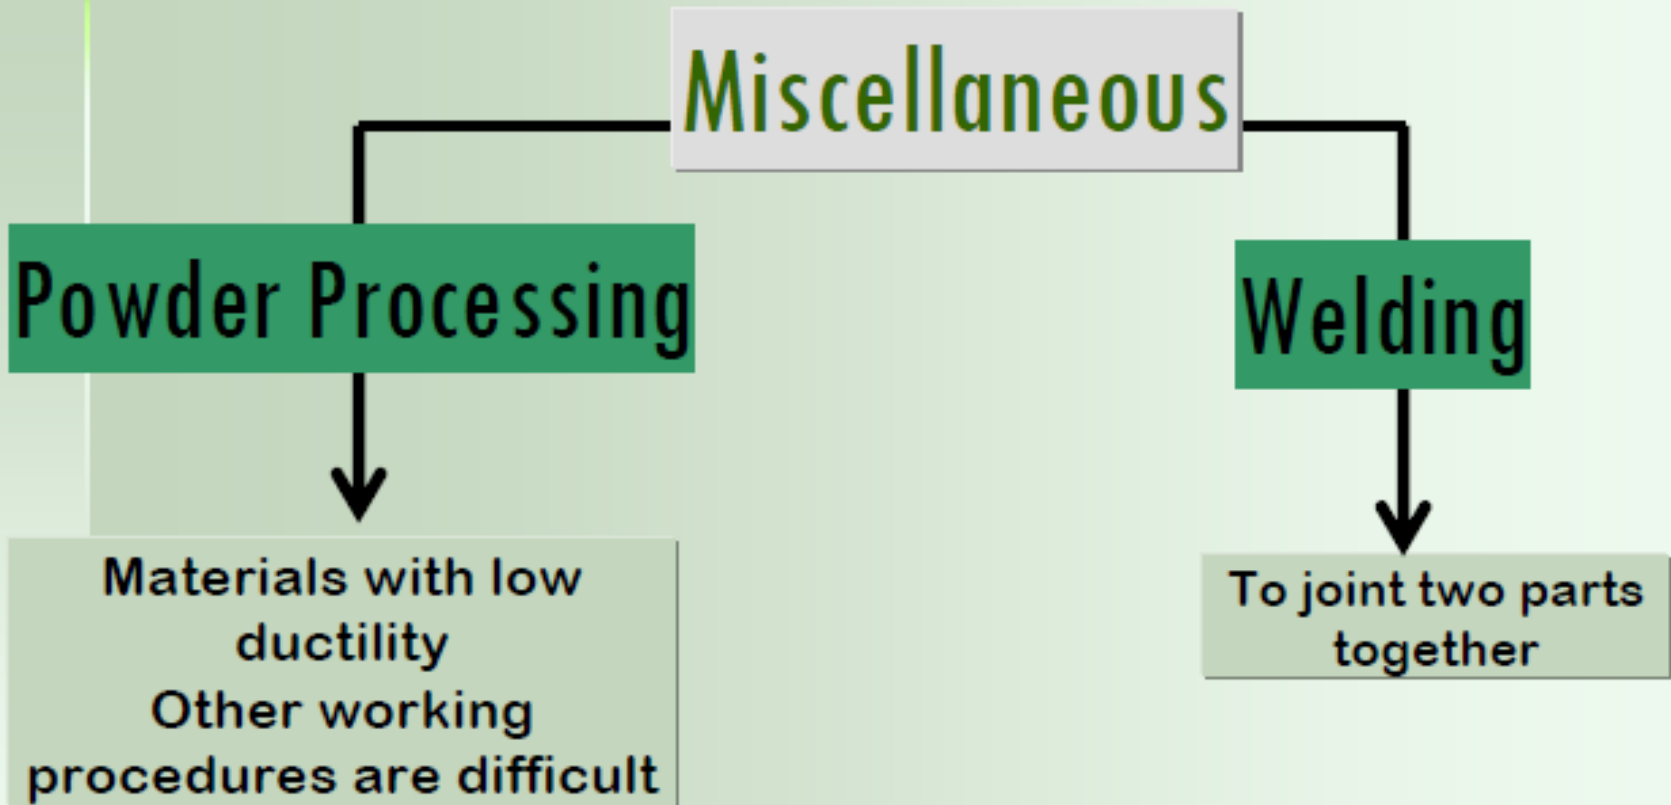 Miscellaneous
Powder Processing
Welding
Materials with low
ductility
Other working
procedures are difficult
To joint two parts
together